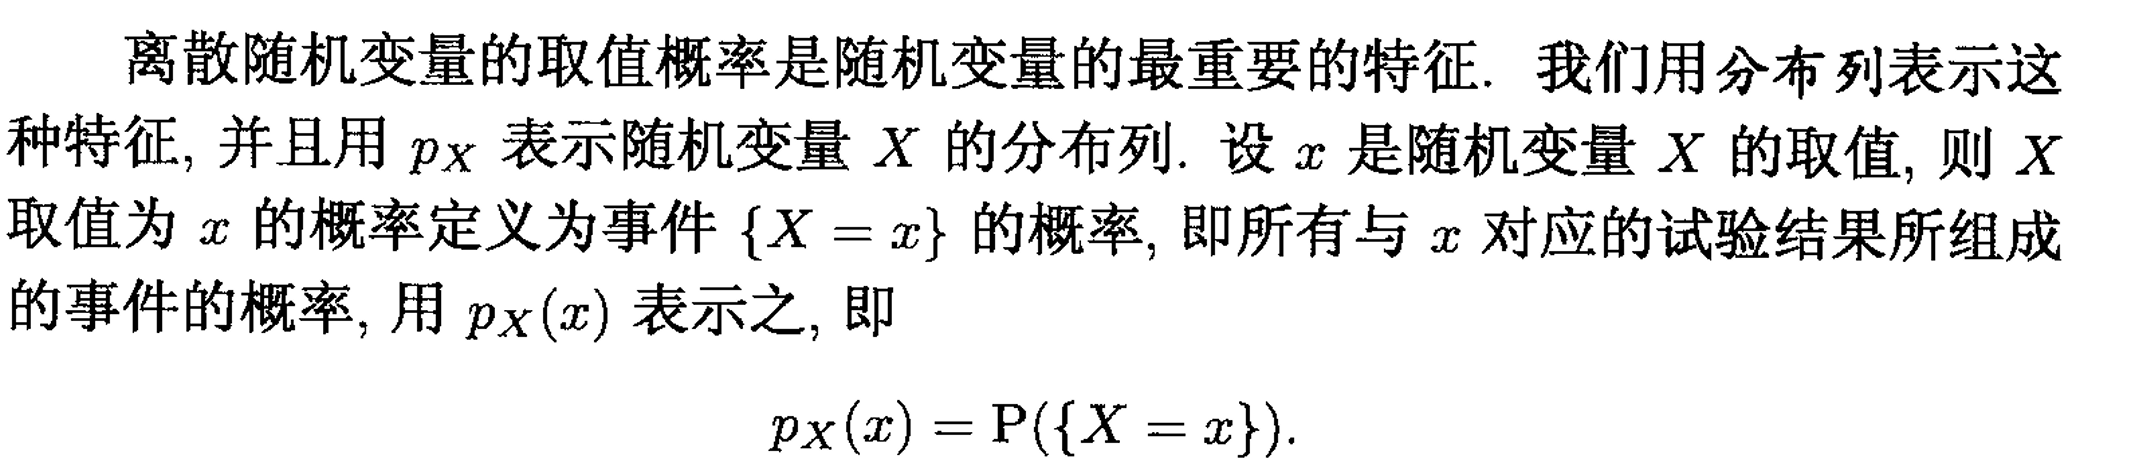 离散随机变量的取值概率是随机变量的最重要的特征. 我们用分布列表示这
种特征, 并且用 p_X 表示随机变量 X 的分布列. 设 x 是随机变量 X 的取值, 则 X
取值为 x 的概率定义为事件 {X = x} 的概率, 即所有与 x 对应的试验结果所组成
的事件的概率, 用 p_X(x) 表示之, 即
p_X(x) = P({X = x}).